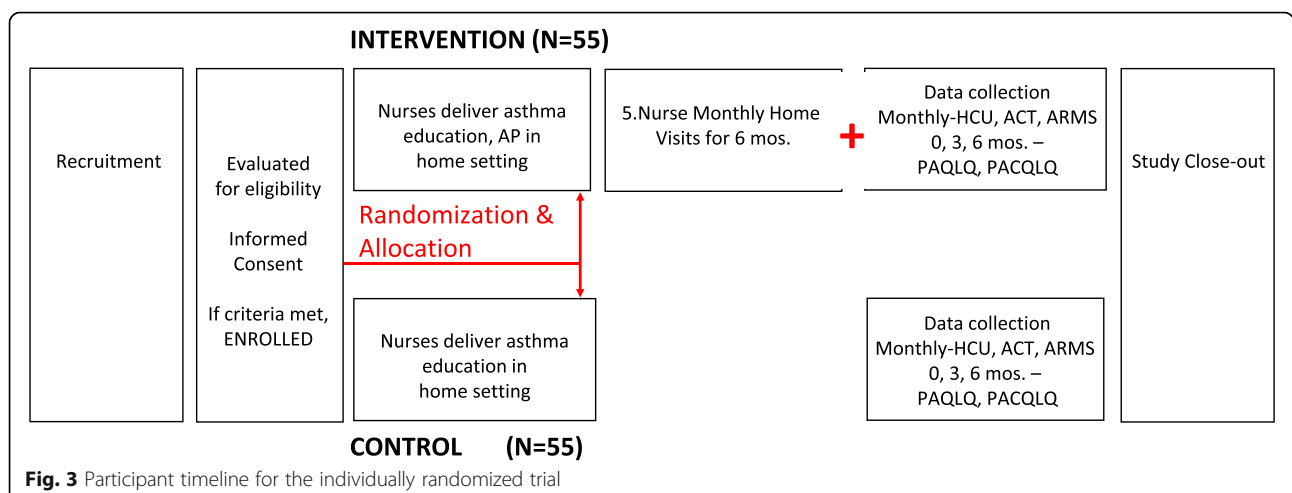 INTERVENTION (N=55)
Recruitment
Evaluated
for eligibility
Informed
Consent
If criteria met,
ENROLLED
Nurses deliver asthma
education, AP in
home setting
Randomization &
Allocation
Nurses deliver asthma
education in
home setting
5.Nurse Monthly Home
Visits for 6 mos.
+
Data collection
Monthly-HCU, ACT, ARMS
0, 3, 6 mos. –
PAQLQ, PACQLQ
Data collection
Monthly-HCU, ACT, ARMS
0, 3, 6 mos. –
PAQLQ, PACQLQ
Study Close-out
CONTROL (N=55)
Fig. 3 Participant timeline for the individually randomized trial